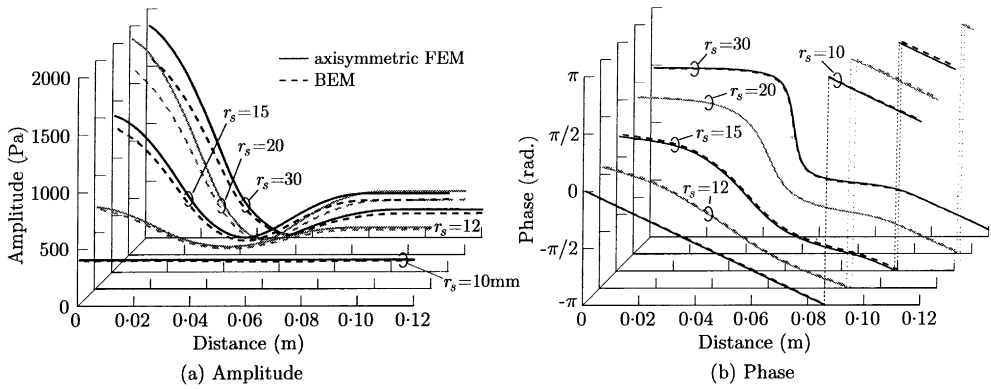 axisymmetric FEM
BEM
2000
1500
1000
500
0
Amplitude (Pa)
r_s=15
r_s=20
r_s=30
r_s=12
r_s=10mm
0 0·02 0·04 0·06 0·08 0·10 0·12
Distance (m)
(a) Amplitude
π
π/2
0
-π/2
-π
Phase (rad.)
r_s=30
r_s=10
r_s=20
r_s=15
r_s=12
0 0·02 0·04 0·06 0·08 0·10 0·12
Distance (m)
(b) Phase